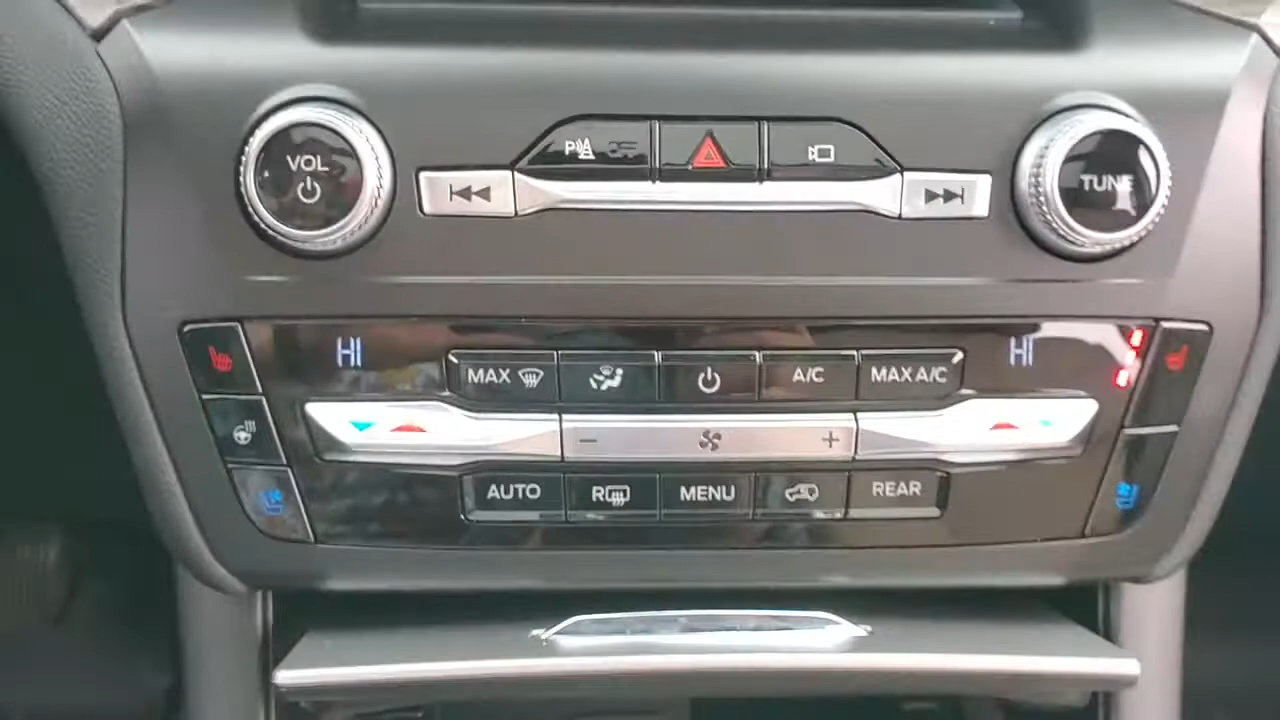 VOL
P
TUNE
HI
MAX
A/C
MAX A/C
HI
AUTO
R
MENU
REAR